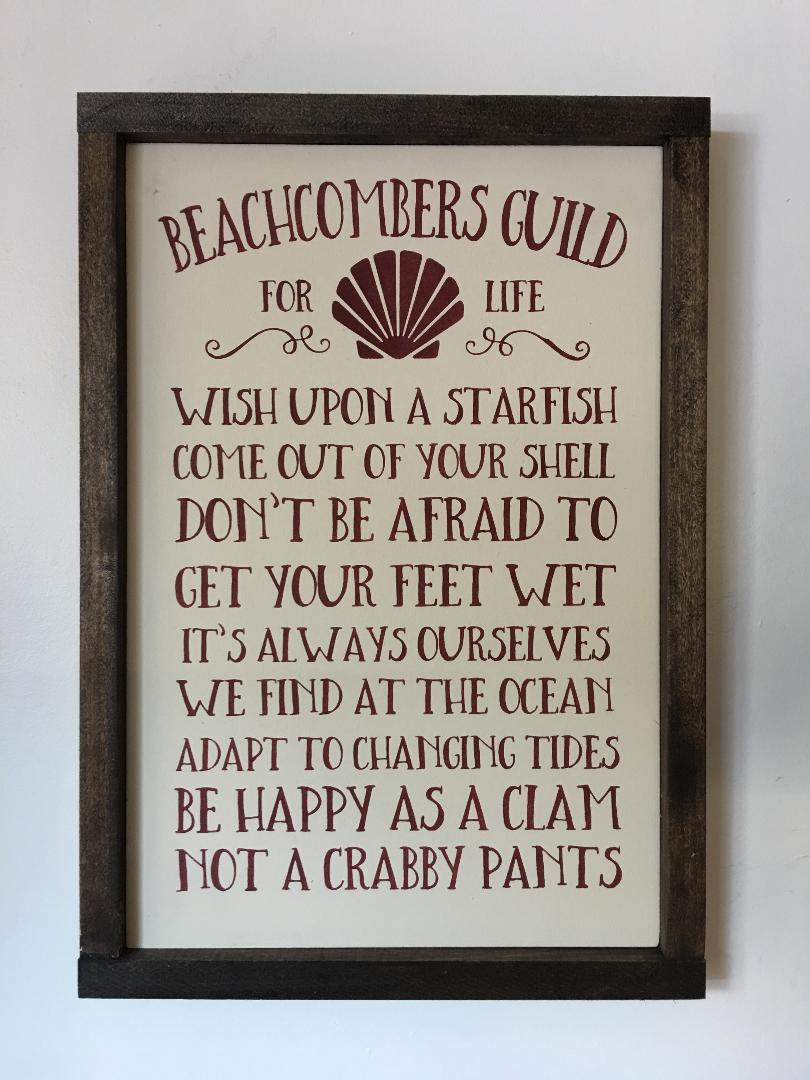 BEACHCOMBERS GUILD
FOR LIFE
WISH UPON A STARFISH
COME OUT OF YOUR SHELL
DON'T BE AFRAID TO
GET YOUR FEET WET
IT'S ALWAYS OURSELVES
WE FIND AT THE OCEAN
ADAPT TO CHANGING TIDES
BE HAPPY AS A CLAM
NOT A CRABBY PANTS